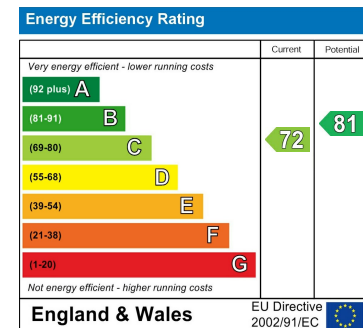 Energy Efficiency Rating
Current Potential
Very energy efficient - lower running costs
(92 plus) A
(81-91) B
(69-80) C
(55-68) D
(39-54) E
(21-38) F
(1-20) G
72
81
Not energy efficient - higher running costs
England & Wales
EU Directive
2002/91/EC